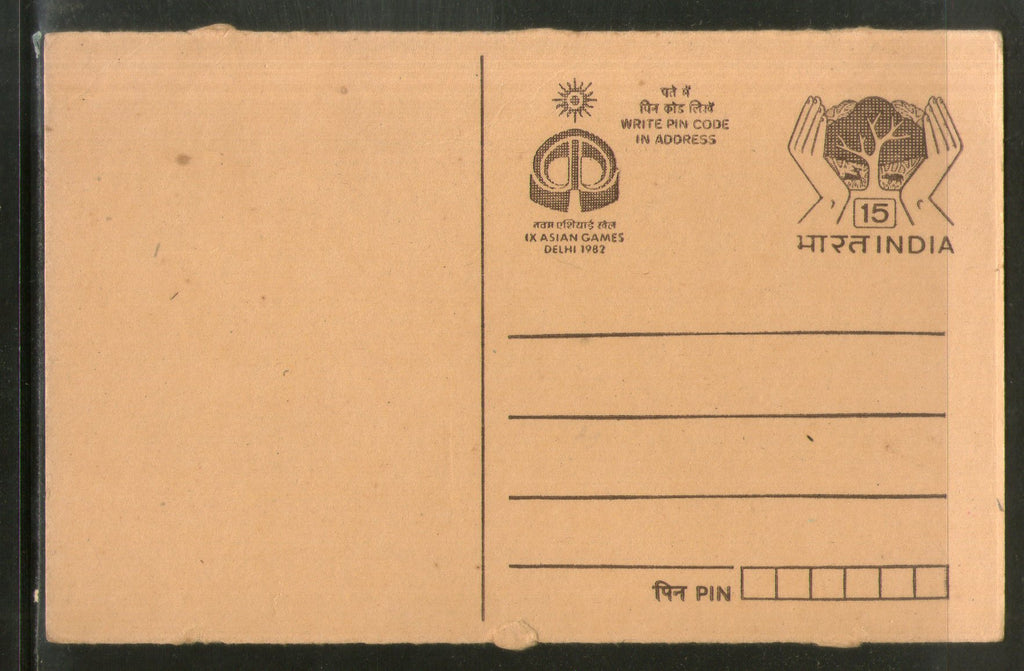 पते में
पिन कोड लिखें
WRITE PIN CODE
IN ADDRESS
नवम एशियाई खेल
IX ASIAN GAMES
DELHI 1982
15
भारत INDIA
पिन PIN